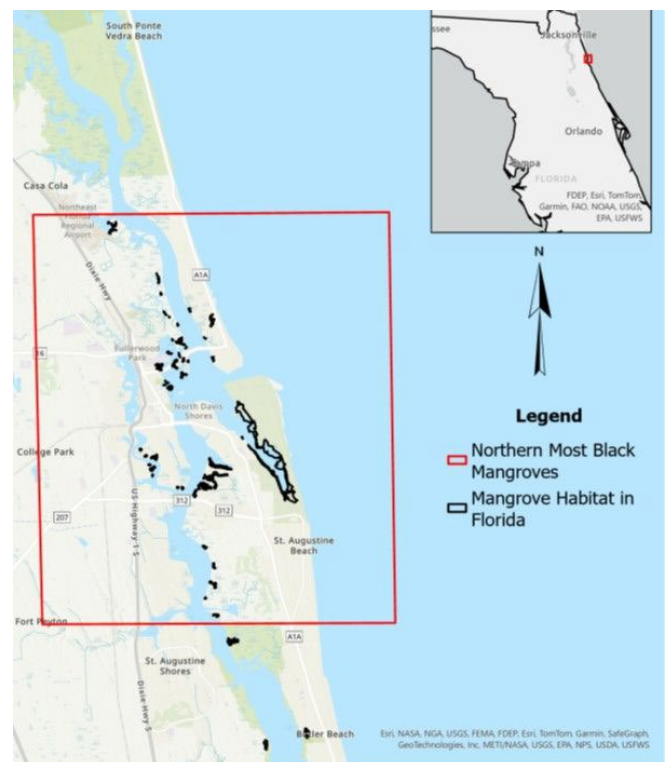 South Ponte
Vedra Beach
Casa Cola
Northeast
Florida
Regional
Airport
Dixie Hwy
A1A
16
Fullerwood
Park
North Davis
Shores
College Park
312
312
207
US Highway 1 S
St. Augustine
Beach
Fort Peyton
A1A
St. Augustine
Shores
Dixie Hwy S
Butler Beach
Esri, NASA, NGA, USGS, FEMA, FDEP, Esri, TomTom, Garmin, SafeGraph,
GeoTechnologies, Inc, METI/NASA, USGS, EPA, NPS, USDA, USFWS
ssee
Jacksonville
Orlando
Tampa
FLORIDA
FDEP, Esri, TomTom,
Garmin, FAO, NOAA, USGS,
EPA, USFWS
N
Legend
Northern Most Black
Mangroves
Mangrove Habitat in
Florida